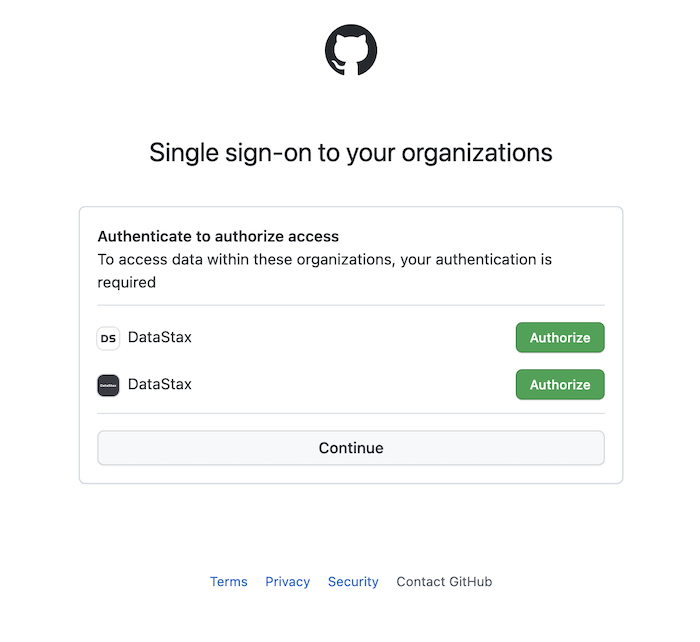 Single sign-on to your organizations
Authenticate to authorize access
To access data within these organizations, your authentication is
required
DS DataStax Authorize
DataStax DataStax Authorize
Continue
Terms Privacy Security Contact GitHub